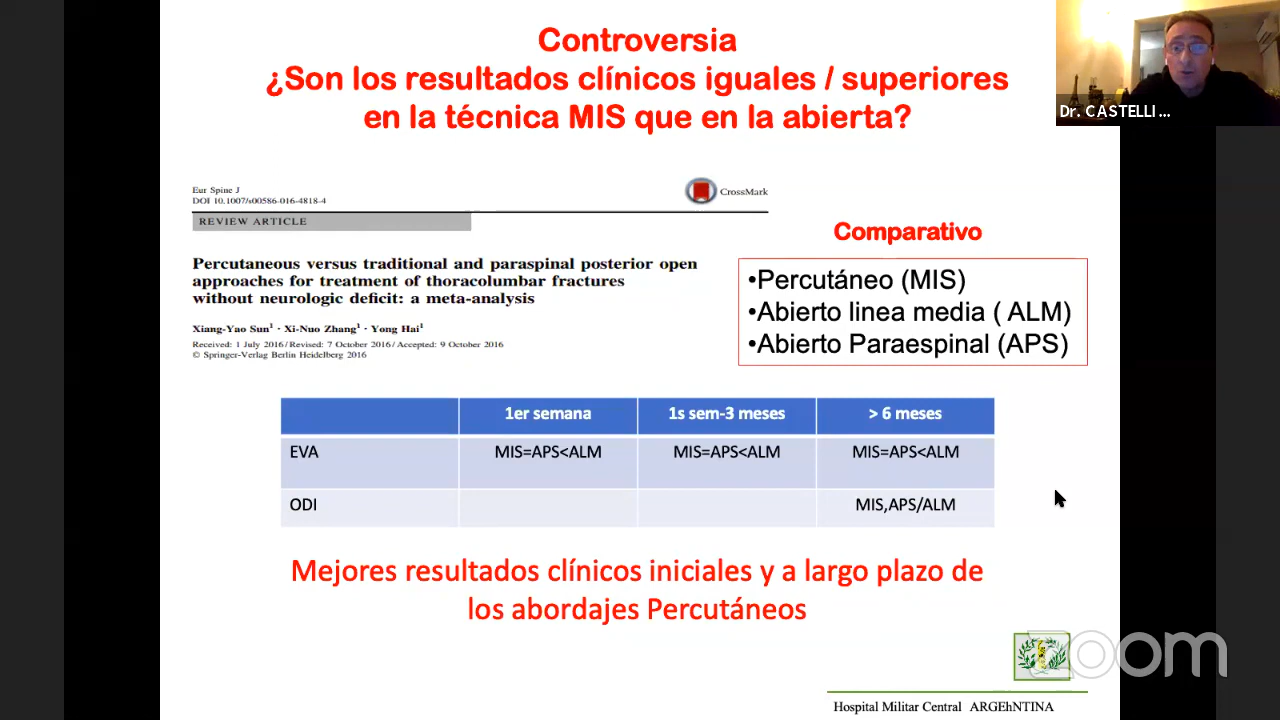 Controversia
¿Son los resultados clínicos iguales / superiores
en la técnica MIS que en la abierta?
Dr. CASTELLI ...
Eur Spine J
DOI 10.1007/s00586-016-4818-4
CrossMark
REVIEW ARTICLE
Percutaneous versus traditional and paraspinal posterior open
approaches for treatment of thoracolumbar fractures
without neurologic deficit: a meta-analysis
Xiang-Yao Sun1 · Xi-Nuo Zhang1 · Yong Hai1
Received: 1 July 2016 / Revised: 7 October 2016 / Accepted: 9 October 2016
© Springer-Verlag Berlin Heidelberg 2016
Comparativo
•Percutáneo (MIS)
•Abierto linea media ( ALM)
•Abierto Paraespinal (APS)
1er semana 1s sem-3 meses > 6 meses
EVA MIS=APS<ALM MIS=APS<ALM MIS=APS<ALM
ODI MIS,APS/ALM
Mejores resultados clínicos iniciales y a largo plazo de
los abordajes Percutáneos
zoom
Hospital Militar Central ARGEhNTINA